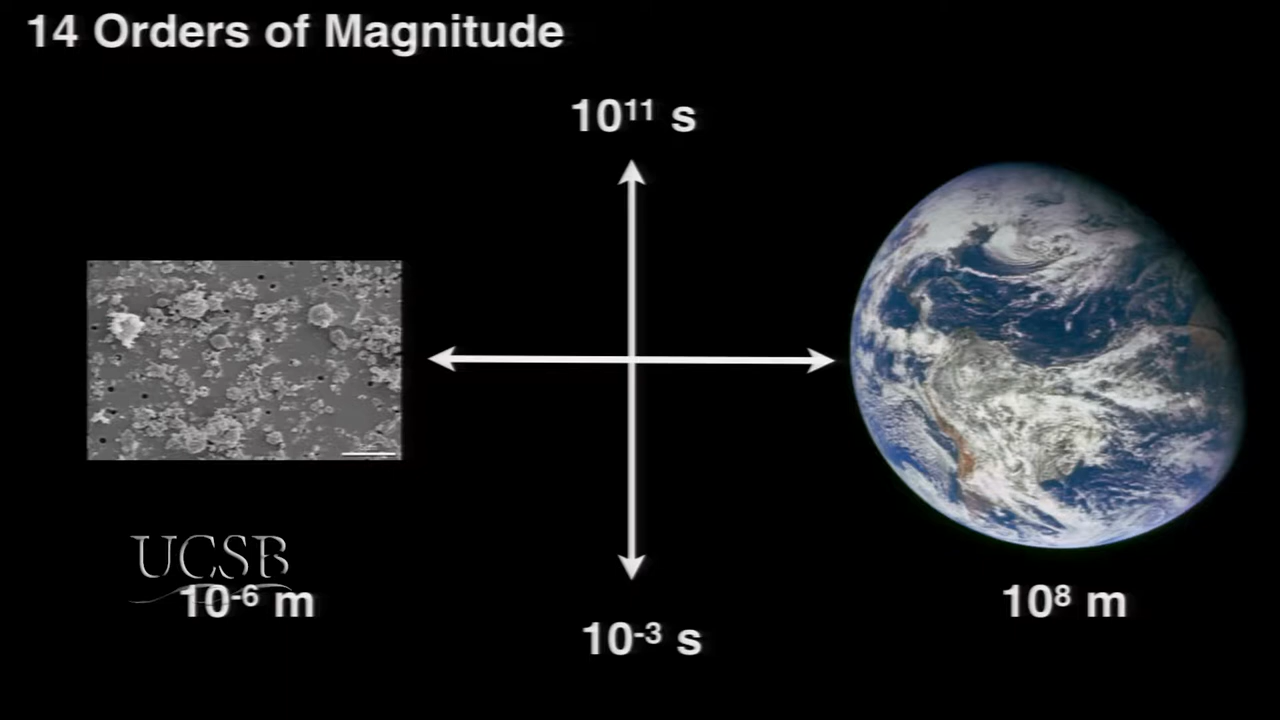 14 Orders of Magnitude
10¹¹ s
UCSB
10⁻⁶ m
10⁸ m
10⁻³ s